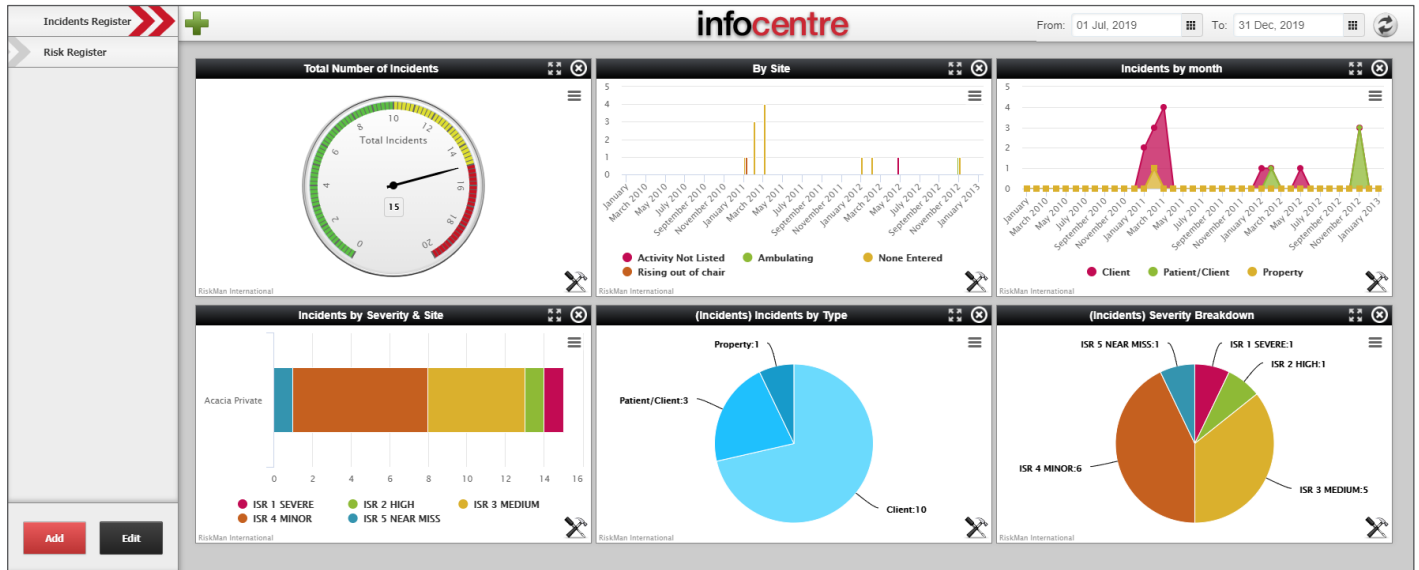 Incidents Register
Risk Register
infocentre
From: 01 Jul, 2019 To: 31 Dec, 2019
Total Number of Incidents
0 2 4 6 8 10 12 14 16 18 20
Total Incidents
15
RiskMan International
By Site
5
4
3
2
1
0
January March 2010 May 2010 July 2010 September 2010 November 2010 January 2011 March 2011 May 2011 July 2011 September 2011 November 2011 January 2012 March 2012 May 2012 July 2012 September 2012 November 2012 January 2013
Activity Not Listed Ambulating None Entered
Rising out of chair
RiskMan International
Incidents by month
5
4
3
2
1
0
January March 2010 May 2010 July 2010 September 2010 November 2010 January 2011 March 2011 May 2011 July 2011 September 2011 November 2011 January 2012 March 2012 May 2012 July 2012 September 2012 November 2012 January 2013
Client Patient/Client Property
RiskMan International
Incidents by Severity & Site
Acacia Private
0 2 4 6 8 10 12 14 16
ISR 1 SEVERE ISR 2 HIGH ISR 3 MEDIUM
ISR 4 MINOR ISR 5 NEAR MISS
RiskMan International
(Incidents) Incidents by Type
Property:1
Patient/Client:3
Client:10
RiskMan International
(Incidents) Severity Breakdown
ISR 5 NEAR MISS:1 ISR 1 SEVERE:1
ISR 2 HIGH:1
ISR 4 MINOR:6
ISR 3 MEDIUM:5
RiskMan International
Add Edit